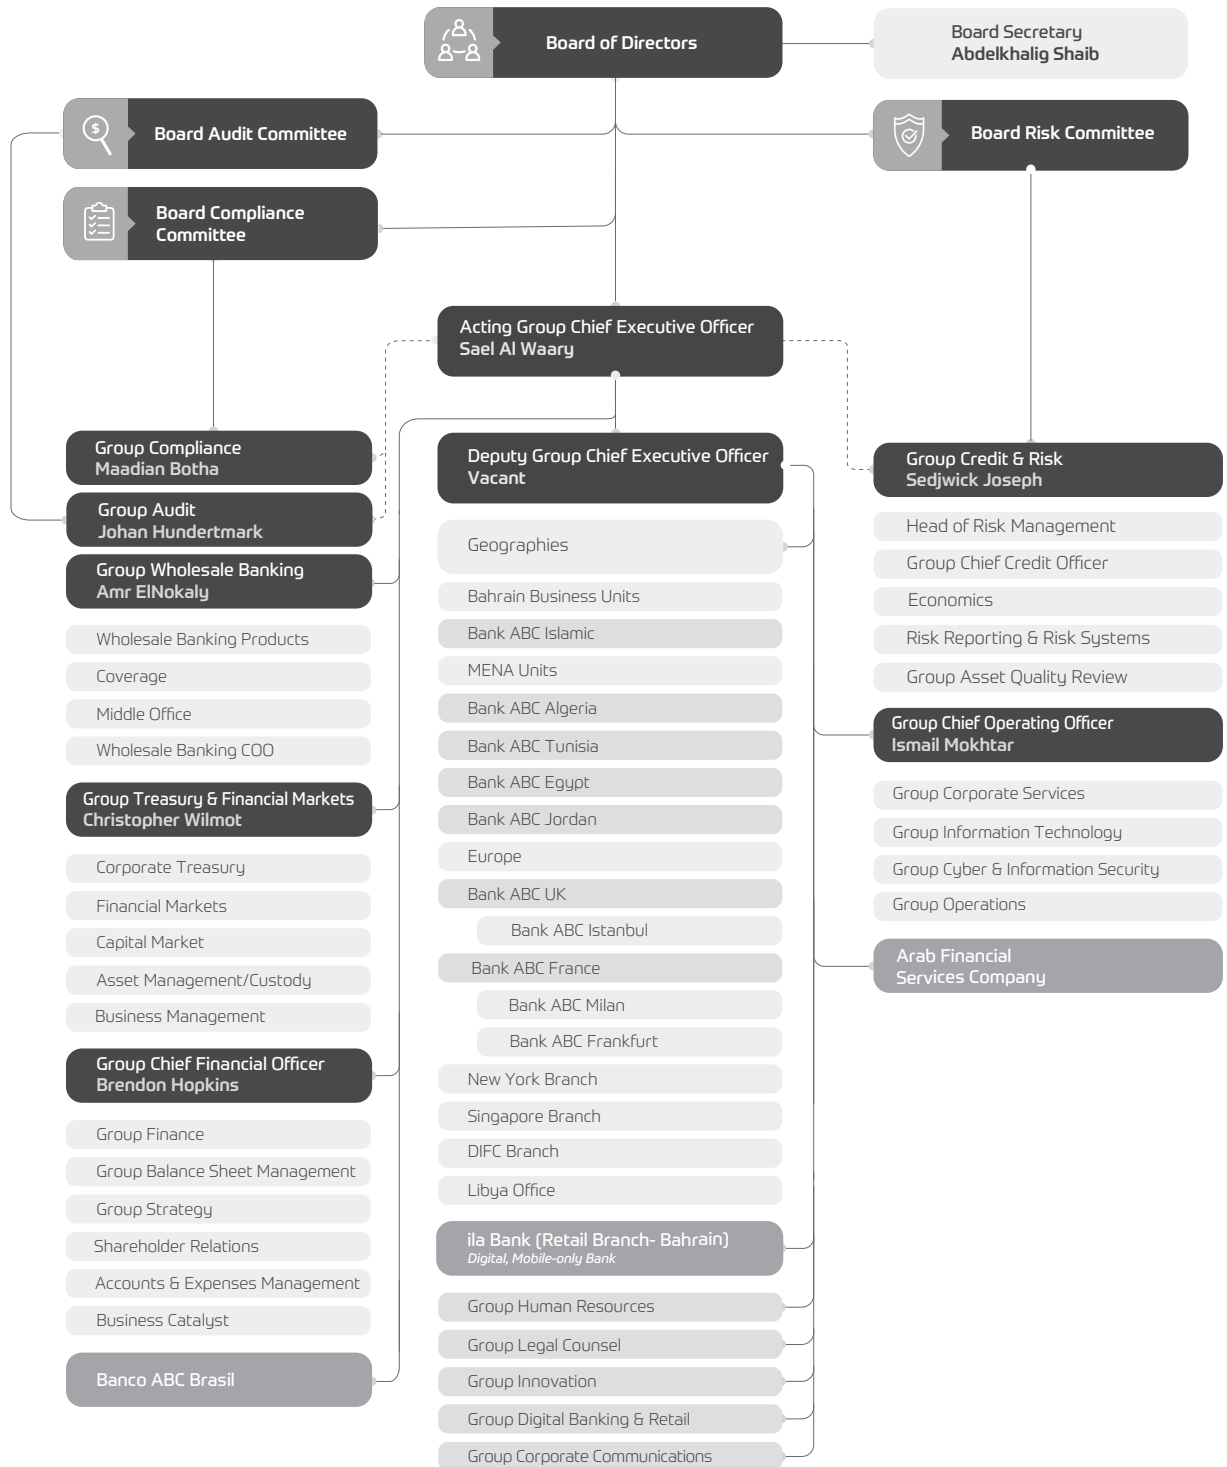 Board of Directors
Board Secretary
Abdelkhalig Shaib
$
Board Audit Committee
Board Risk Committee
Board Compliance
Committee
Acting Group Chief Executive Officer
Sael Al Waary
Group Compliance
Maadian Botha
Group Audit
Johan Hundertmark
Group Wholesale Banking
Amr ElNokaly
Wholesale Banking Products
Coverage
Middle Office
Wholesale Banking COO
Group Treasury & Financial Markets
Christopher Wilmot
Corporate Treasury
Financial Markets
Capital Market
Asset Management/Custody
Business Management
Group Chief Financial Officer
Brendon Hopkins
Group Finance
Group Balance Sheet Management
Group Strategy
Shareholder Relations
Accounts & Expenses Management
Business Catalyst
Banco ABC Brasil
Deputy Group Chief Executive Officer
Vacant
Geographies
Bahrain Business Units
Bank ABC Islamic
MENA Units
Bank ABC Algeria
Bank ABC Tunisia
Bank ABC Egypt
Bank ABC Jordan
Europe
Bank ABC UK
Bank ABC Istanbul
Bank ABC France
Bank ABC Milan
Bank ABC Frankfurt
New York Branch
Singapore Branch
DIFC Branch
Libya Office
ila Bank (Retail Branch- Bahrain)
Digital, Mobile-only Bank
Group Human Resources
Group Legal Counsel
Group Innovation
Group Digital Banking & Retail
Group Corporate Communications
Group Credit & Risk
Sedjwick Joseph
Head of Risk Management
Group Chief Credit Officer
Economics
Risk Reporting & Risk Systems
Group Asset Quality Review
Group Chief Operating Officer
Ismail Mokhtar
Group Corporate Services
Group Information Technology
Group Cyber & Information Security
Group Operations
Arab Financial
Services Company